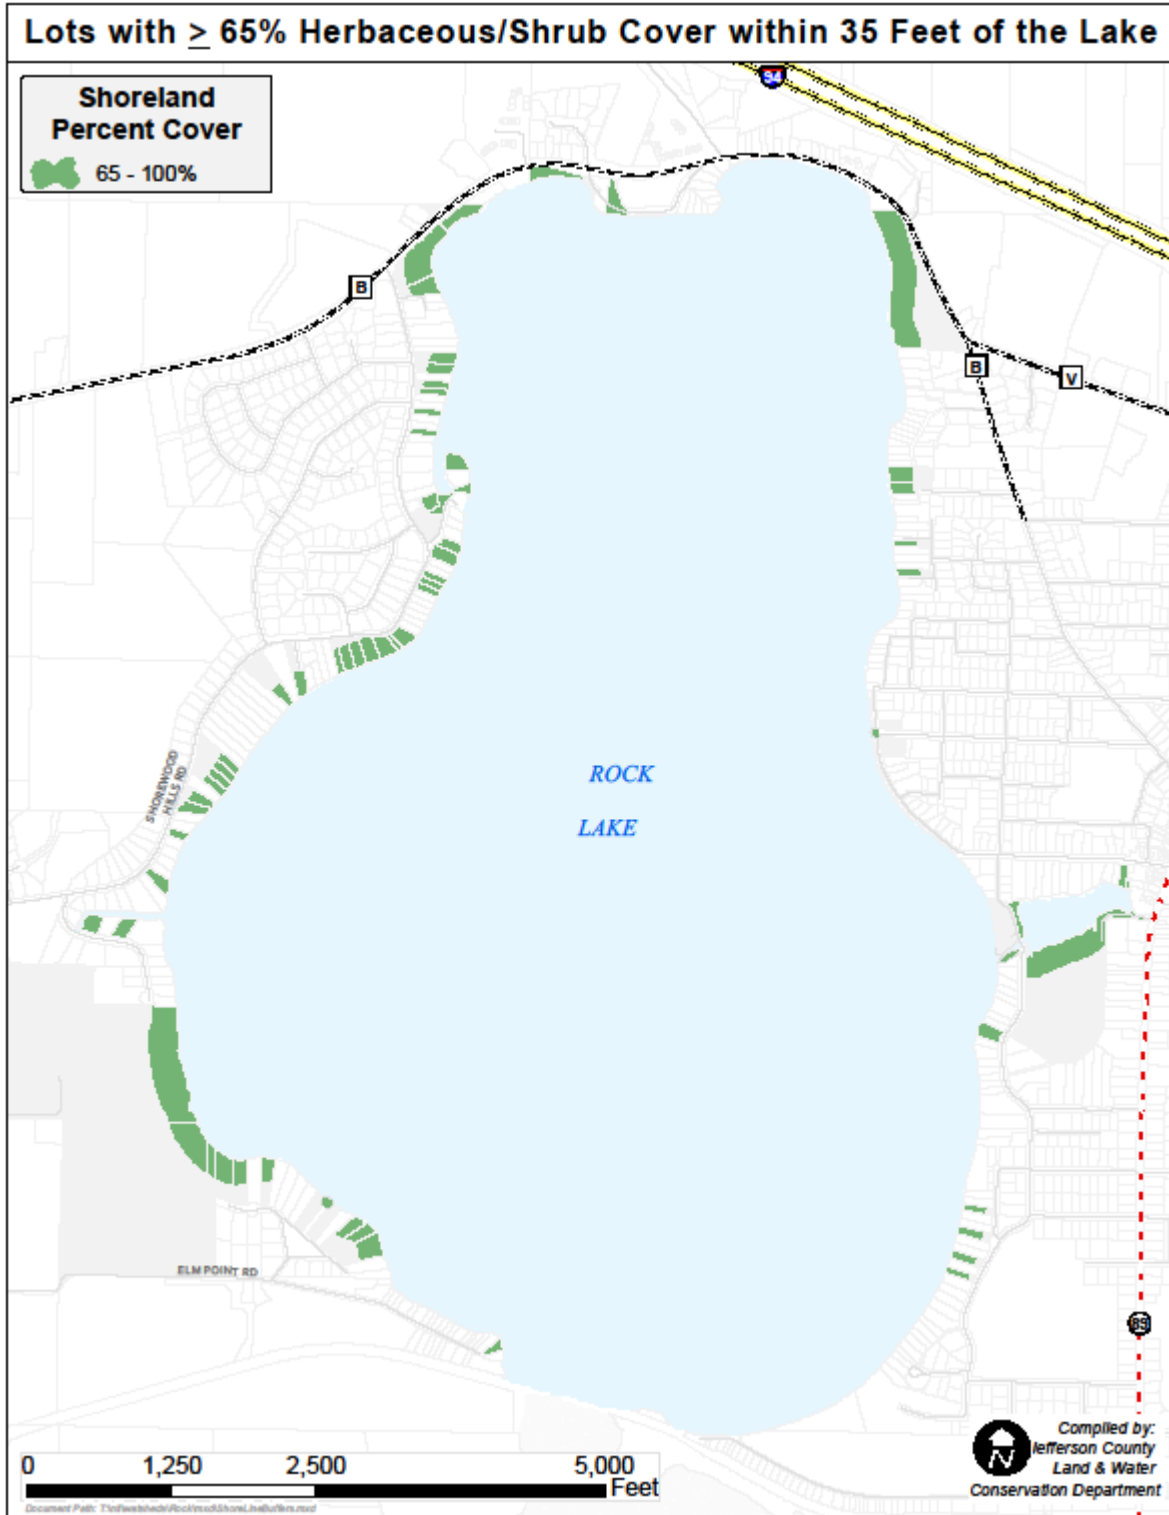 Lots with ≥ 65% Herbaceous/Shrub Cover within 35 Feet of the Lake
94
Shoreland
Percent Cover
65 - 100%
B
B
V
ROCK
LAKE
SHOREWOOD
HILLS RD
ELM POINT RD
89
0 1,250 2,500 5,000
Feet
N
Compiled by:
Jefferson County
Land & Water
Conservation Department
Document Path: